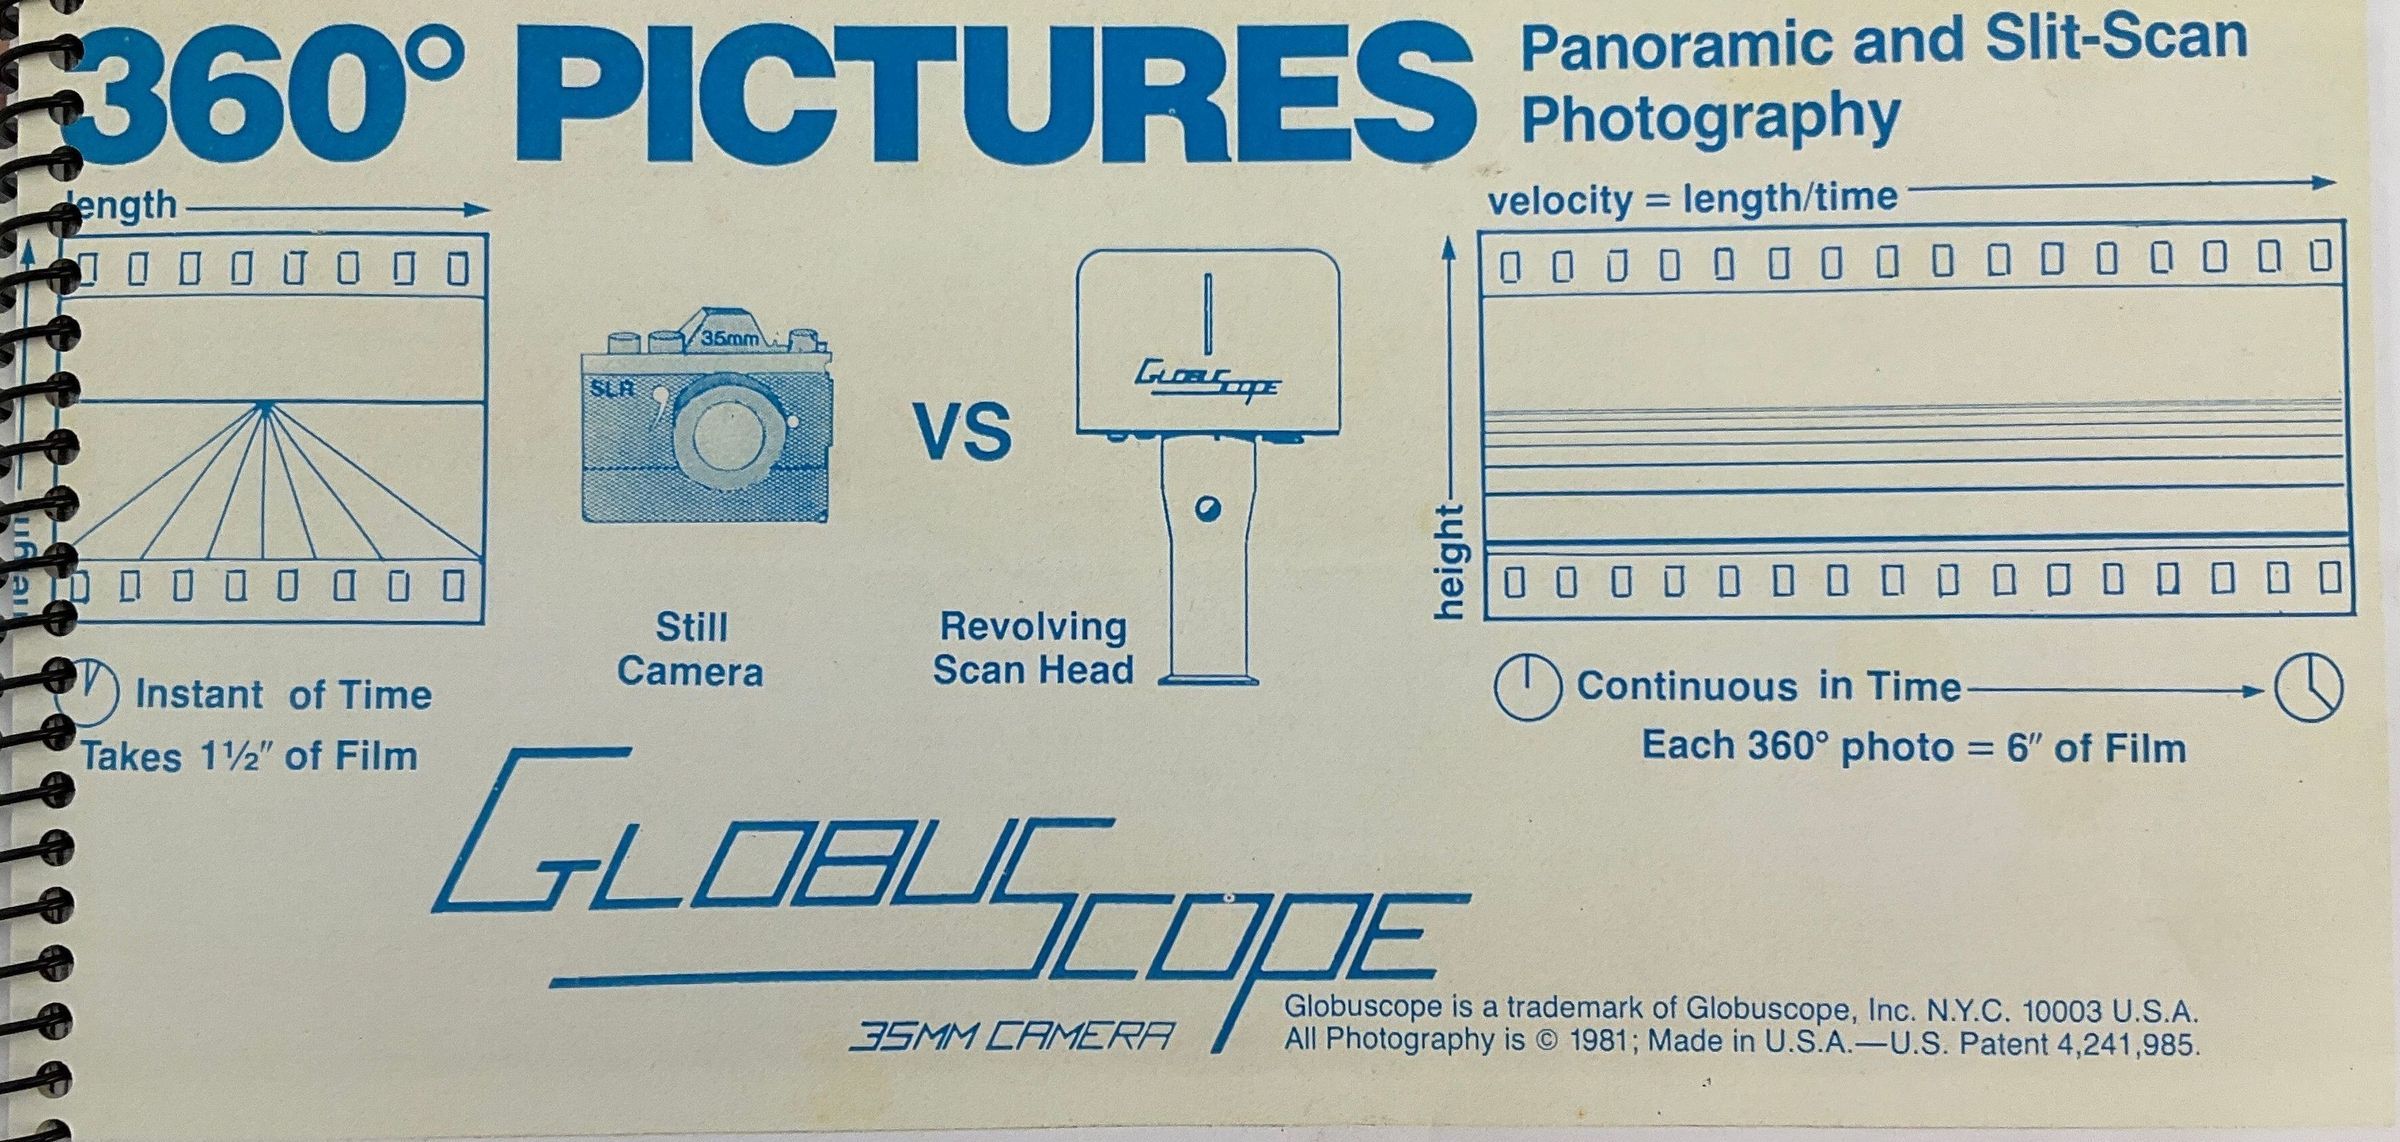 360° PICTURES
Panoramic and Slit-Scan
Photography
length
height
35mm
SLR
Still
Camera
VS
GLOBUSCOPE
Revolving
Scan Head
velocity = length/time
height
Instant of Time
Takes 1½″ of Film
Continuous in Time
Each 360° photo = 6″ of Film
GLOBUSCOPE
35MM CAMERA
Globuscope is a trademark of Globuscope, Inc. N.Y.C. 10003 U.S.A.
All Photography is © 1981; Made in U.S.A.—U.S. Patent 4,241,985.